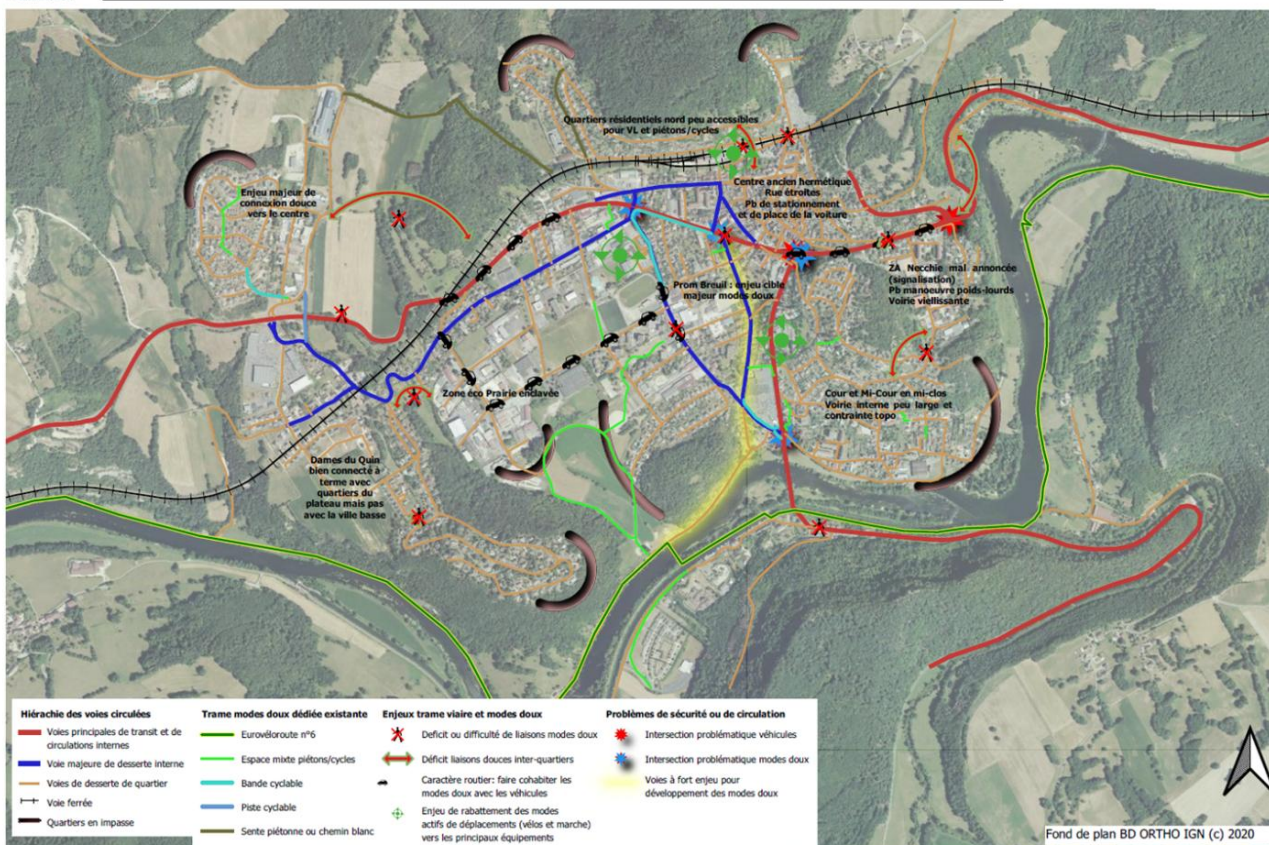 Quartiers résidentiels nord peu accessibles
pour VL et piétons/cycles
Enjeu majeur de
connexion douce
vers le centre
Centre ancien hermétique
Rue étroites
Pb de stationnement
et de place de la voiture
ZA Necchie mal annoncée
(signalisation)
Pb manoeuvre poids-lourds
Voirie viellissante
Prom Breuil : enjeu cible
majeur modes doux
Zone éco Prairie enclavée
Cour et Mi-Cour en mi-clos
Voirie interne peu large et
contrainte topo
Dames du Quin
bien connecté à
terme avec
quartiers du
plateau mais pas
avec la ville basse
Hiérachie des voies circulées
Voies principales de transit et de
circulations internes
Voie majeure de desserte interne
Voies de desserte de quartier
Voie ferrée
Quartiers en impasse
Trame modes doux dédiée existante
Eurovéloroute n°6
Espace mixte piétons/cycles
Bande cyclable
Piste cyclable
Sente piétonne ou chemin blanc
Enjeux trame viaire et modes doux
Deficit ou difficulté de liaisons modes doux
Déficit liaisons douces inter-quartiers
Caractère routier: faire cohabiter les
modes doux avec les véhicules
Enjeu de rabattement des modes
actifs de déplacements (vélos et marche)
vers les principaux équipements
Problèmes de sécurité ou de circulation
Intersection problématique véhicules
Intersection problématique modes doux
Voies à fort enjeu pour
développement des modes doux
Fond de plan BD ORTHO IGN (c) 2020